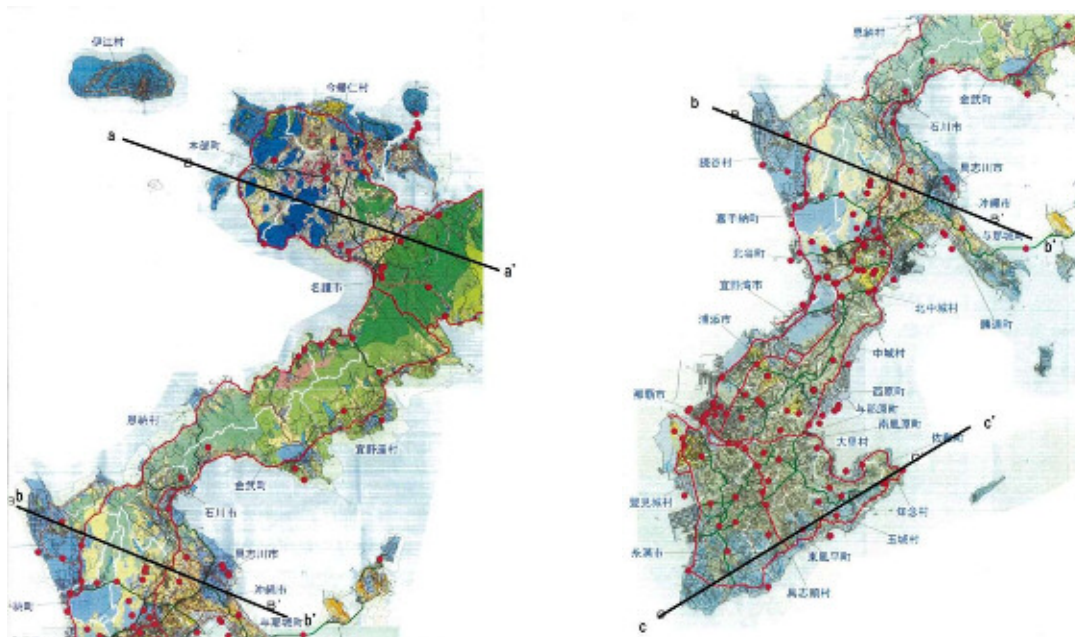 伊江村
今帰仁村
a
本部町
a'
名護市
恩納村
宜野座村
金武町
石川市
b
具志川市
沖縄市
B'
b'
与那城町
恩納村
金武町
b
石川市
読谷村
具志川市
沖縄市
嘉手納町
B'
与那城町
b'
北谷町
宜野湾市
北中城村
勝連町
浦添市
中城村
西原町
那覇市
与那原町
南風原町
c'
大里村
豊見城村
知念村
玉城村
糸満市
東風平町
具志頭村
c